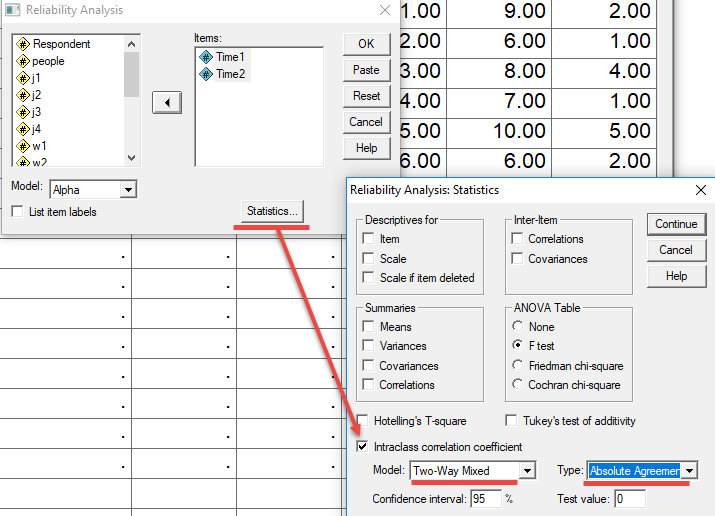 Reliability Analysis
Respondent
people
j1
j2
j3
j4
w1
w2
Items:
Time1
Time2
OK
Paste
Reset
Cancel
Help
Model: Alpha
List item labels
Statistics...
1.00 9.00 2.00
2.00 6.00 1.00
3.00 8.00 4.00
4.00 7.00 1.00
5.00 10.00 5.00
6.00 6.00 2.00
Reliability Analysis: Statistics
Descriptives for
Item
Scale
Scale if item deleted
Inter-Item
Correlations
Covariances
Continue
Cancel
Help
Summaries
Means
Variances
Covariances
Correlations
ANOVA Table
None
F test
Friedman chi-square
Cochran chi-square
Hotelling's T-square
Tukey's test of additivity
Intraclass correlation coefficient
Model: Two-Way Mixed
Type: Absolute Agreemen
Confidence interval: 95 %
Test value: 0